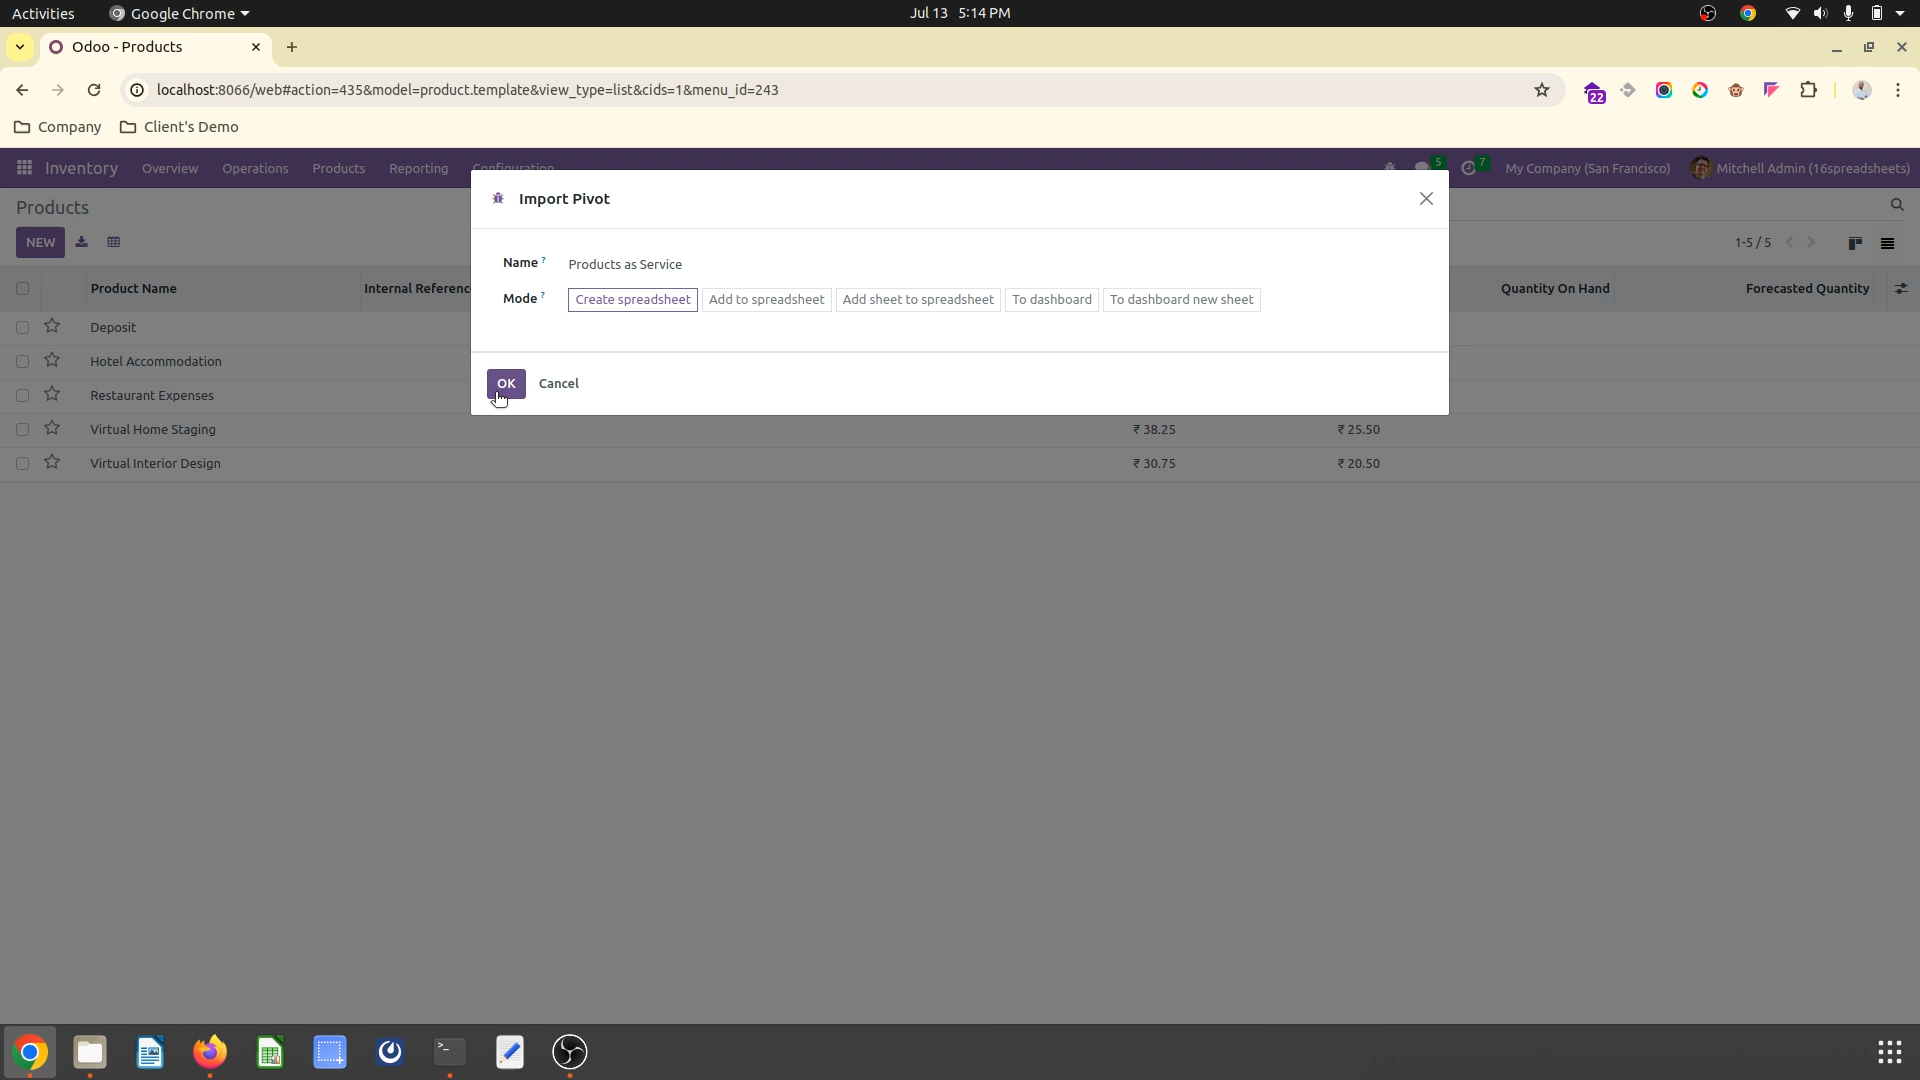 Activities Google Chrome Jul 13 5:14 PM
Odoo - Products
localhost:8066/web#action=435&model=product.template&view_type=list&cids=1&menu_id=243 22
Company Client's Demo
Inventory Overview Operations Products Reporting Configuration 5 7 My Company (San Francisco) Mitchell Admin (16spreadsheets)
Products
Import Pivot
NEW 1-5 / 5
Name ? Products as Service
Mode ? Create spreadsheet Add to spreadsheet Add sheet to spreadsheet To dashboard To dashboard new sheet
Product Name Internal Referenc Quantity On Hand Forecasted Quantity
Deposit
Hotel Accommodation
OK Cancel
Restaurant Expenses
Virtual Home Staging ₹ 38.25 ₹ 25.50
Virtual Interior Design ₹ 30.75 ₹ 20.50